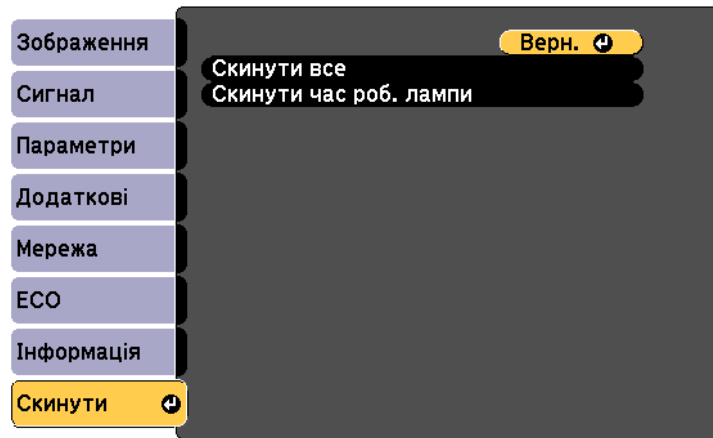 Зображення
Сигнал
Параметри
Додаткові
Мережа
ECO
Інформація
Скинути
Верн.
Скинути все
Скинути час роб. лампи